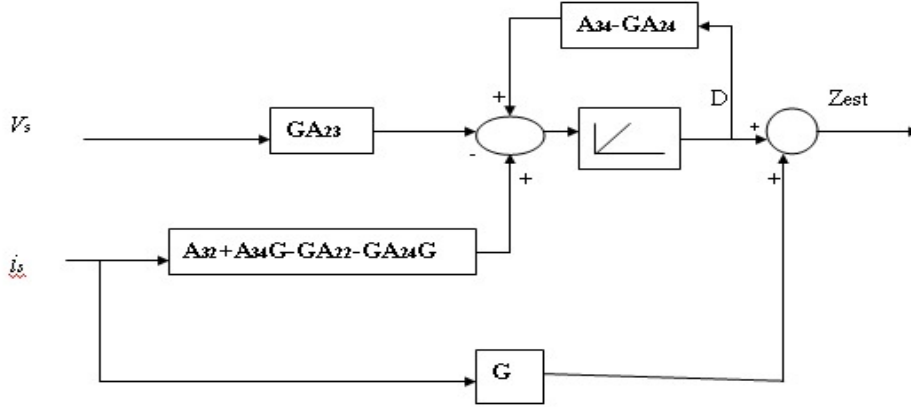 A34-GA24
+
D
Zest
Vs
GA23
+
-
+
+
A32+A34G-GA22-GA24G
is
G